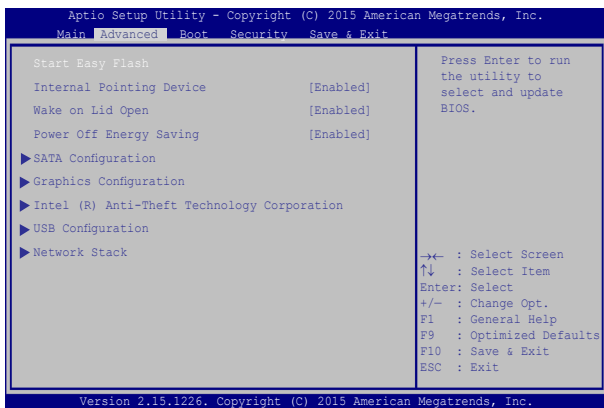 Aptio Setup Utility - Copyright (C) 2015 American Megatrends, Inc.
Main Advanced Boot Security Save & Exit
Start Easy Flash
Internal Pointing Device [Enabled]
Wake on Lid Open [Enabled]
Power Off Energy Saving [Enabled]
SATA Configuration
Graphics Configuration
Intel (R) Anti-Theft Technology Corporation
USB Configuration
Network Stack
Press Enter to run
the utility to
select and update
BIOS.
→← : Select Screen
↑↓ : Select Item
Enter: Select
+/— : Change Opt.
F1 : General Help
F9 : Optimized Defaults
F10 : Save & Exit
ESC : Exit
Version 2.15.1226. Copyright (C) 2015 American Megatrends, Inc.